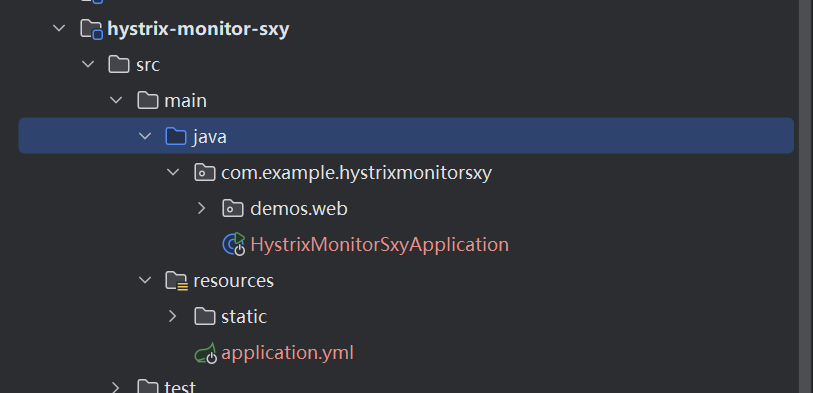 hystrix-monitor-sxy
src
main
java
com.example.hystrixmonitorsxy
demos.web
HystrixMonitorSxyApplication
resources
static
application.yml
test